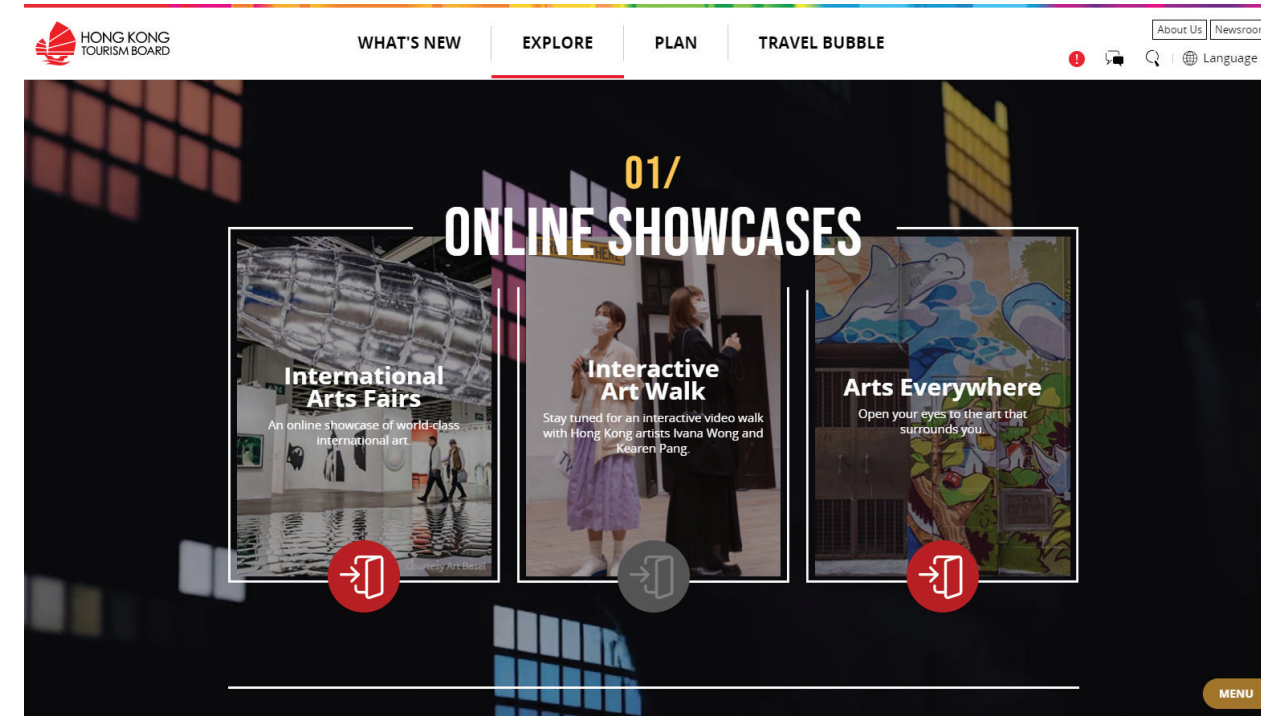 HONG KONG
TOURISM BOARD
WHAT'S NEW
EXPLORE
PLAN
TRAVEL BUBBLE
About Us
Language
01/
ONLINE SHOWCASES
International
Arts Fairs
An online showcase of world-class
international art.
Courtesy Art Basel
HERE
Interactive
Art Walk
Stay tuned for an interactive video walk
with Hong Kong artists Ivana Wong and
Kearen Pang.
Arts Everywhere
Open your eyes to the art that
surrounds you.
MENU